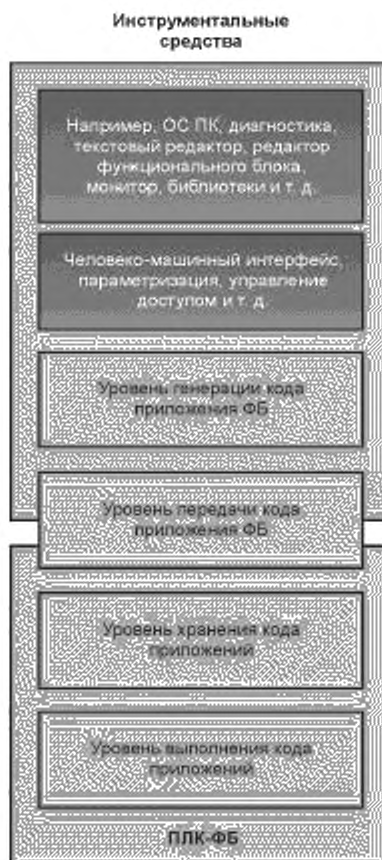 Инструментальные
средства
Например, ОС ПК, диагностика,
текстовый редактор, редактор
функционального блока,
монитор, библиотеки и т. д.
Человеко-машинный интерфейс,
параметризация, управление
доступом и т. д.
Уровень генерации кода
приложения ФБ
Уровень передачи кода
приложения ФБ
Уровень хранения кода
приложений
Уровень выполнения кода
приложений
ПЛК-ФБ